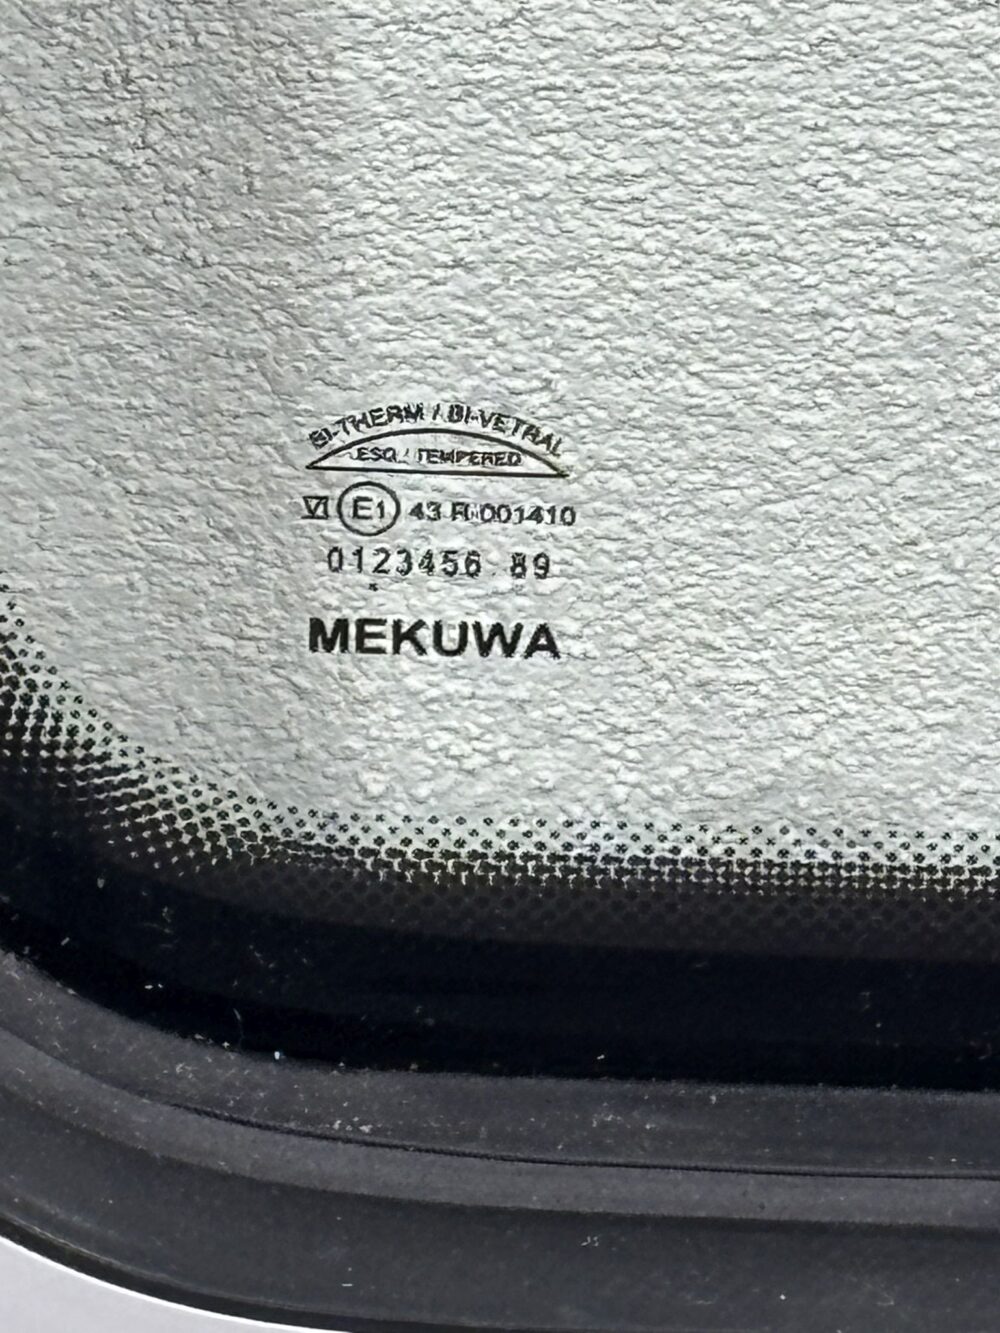 BI-THERM / BI-VETRAL
ESG / TEMPERED
VI E1 43 R-001410
0123456 89
MEKUWA